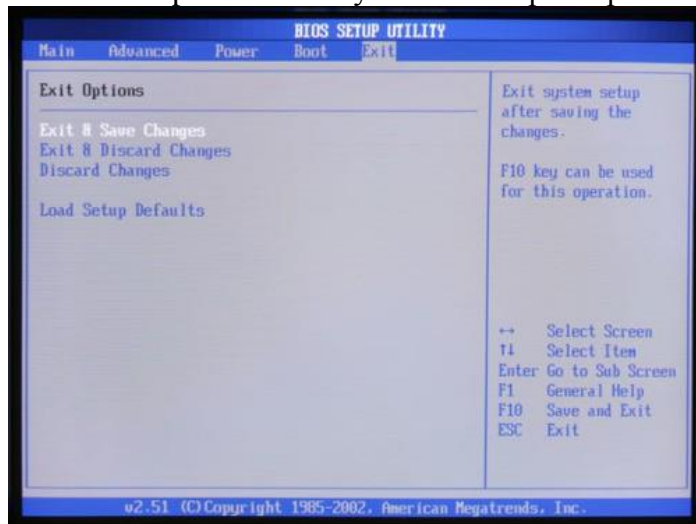 BIOS SETUP UTILITY
Main Advanced Power Boot Exit
Exit Options
Exit & Save Changes
Exit & Discard Changes
Discard Changes
Load Setup Defaults
Exit system setup
after saving the
changes.
F10 key can be used
for this operation.
↔ Select Screen
↑↓ Select Item
Enter Go to Sub Screen
F1 General Help
F10 Save and Exit
ESC Exit
v2.51 (C)Copyright 1985-2002, American Megatrends, Inc.